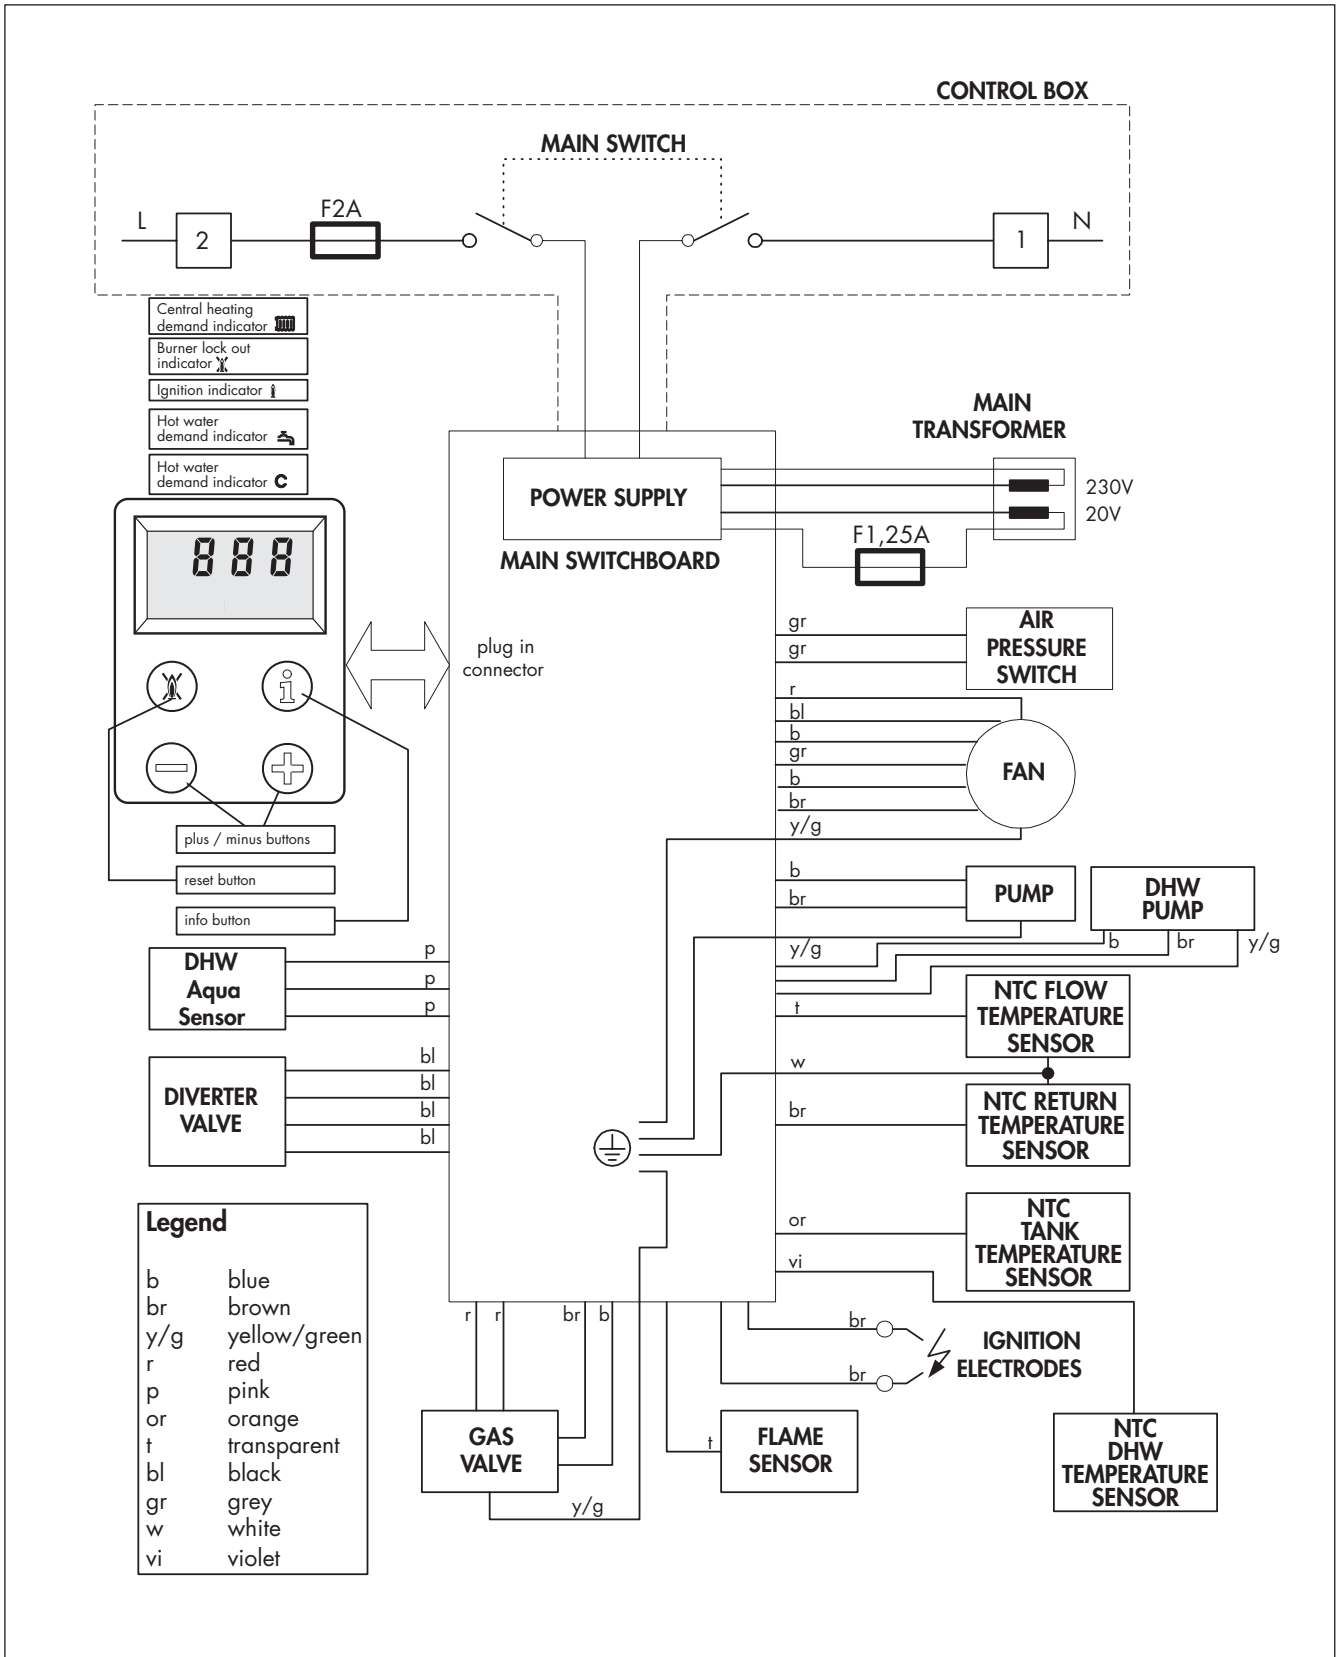 CONTROL BOX
MAIN SWITCH
L
2
F2A
1
N
Central heating
demand indicator
Burner lock out
indicator
Ignition indicator
Hot water
demand indicator
Hot water
demand indicator C
MAIN
TRANSFORMER
POWER SUPPLY
230V
20V
F1,25A
MAIN SWITCHBOARD
888
plug in
connector
i
gr
gr
AIR
PRESSURE
SWITCH
r
bl
b
gr
b
br
y/g
FAN
plus / minus buttons
reset button
info button
b
br
y/g
PUMP
DHW
PUMP
b
br
y/g
DHW
Aqua
Sensor
p
p
p
t
NTC FLOW
TEMPERATURE
SENSOR
w
DIVERTER
VALVE
bl
bl
bl
bl
br
NTC RETURN
TEMPERATURE
SENSOR
or
NTC
TANK
TEMPERATURE
SENSOR
vi
Legend
b blue
br brown
y/g yellow/green
r red
p pink
or orange
t transparent
bl black
gr grey
w white
vi violet
r
r
br
b
br
br
IGNITION
ELECTRODES
GAS
VALVE
y/g
t
FLAME
SENSOR
NTC
DHW
TEMPERATURE
SENSOR